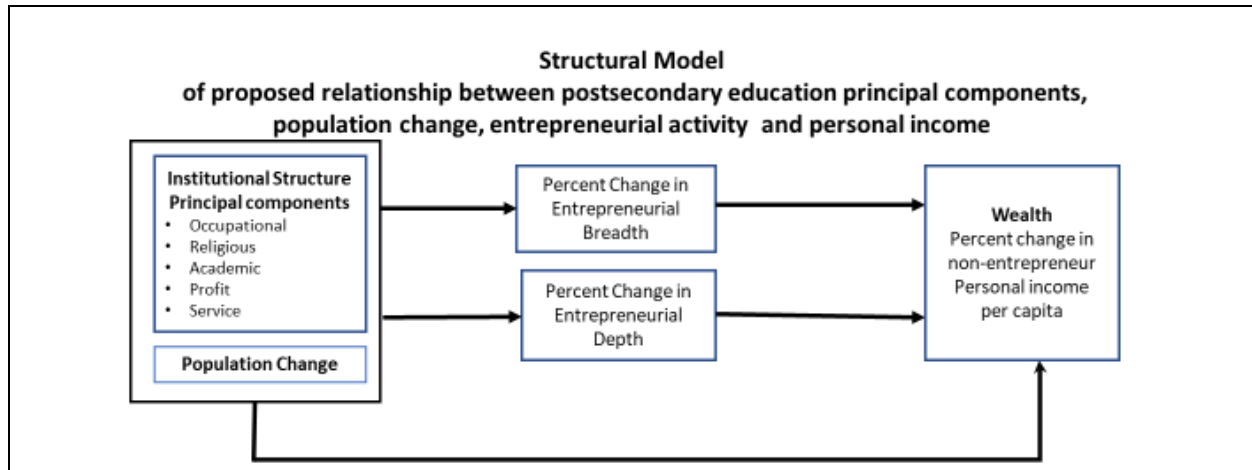 Structural Model
of proposed relationship between postsecondary education principal components,
population change, entrepreneurial activity and personal income
Institutional Structure
Principal components
• Occupational
• Religious
• Academic
• Profit
• Service
Population Change
Percent Change in
Entrepreneurial
Breadth
Percent Change in
Entrepreneurial
Depth
Wealth
Percent change in
non-entrepreneur
Personal income
per capita